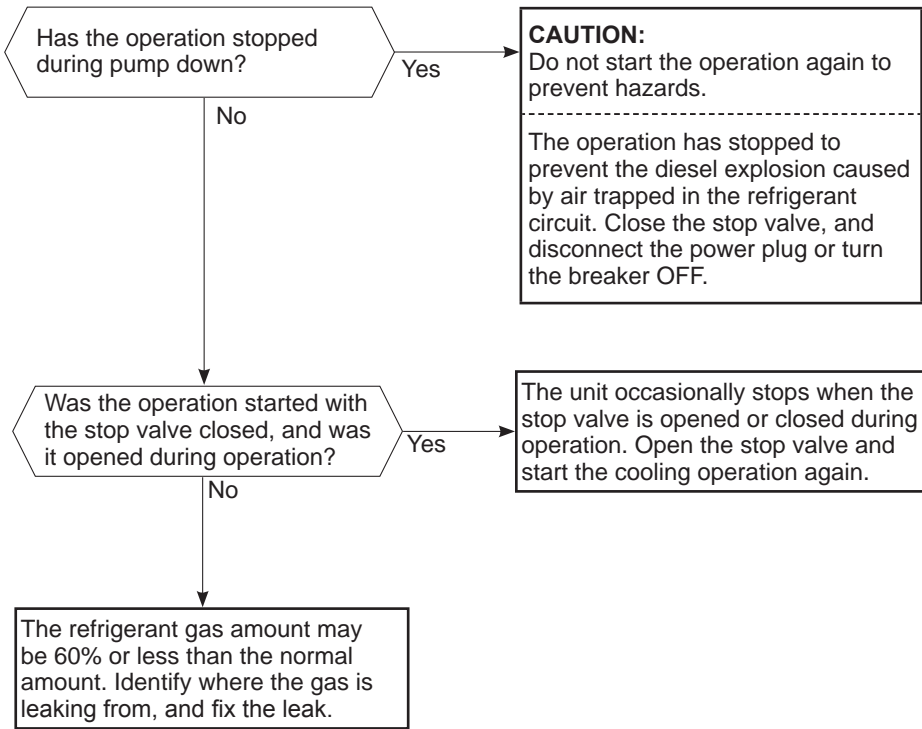 Has the operation stopped
during pump down?
Yes
No
CAUTION:
Do not start the operation again to
prevent hazards.
The operation has stopped to
prevent the diesel explosion caused
by air trapped in the refrigerant
circuit. Close the stop valve, and
disconnect the power plug or turn
the breaker OFF.
Was the operation started with
the stop valve closed, and was
it opened during operation?
Yes
No
The unit occasionally stops when the
stop valve is opened or closed during
operation. Open the stop valve and
start the cooling operation again.
The refrigerant gas amount may
be 60% or less than the normal
amount. Identify where the gas is
leaking from, and fix the leak.